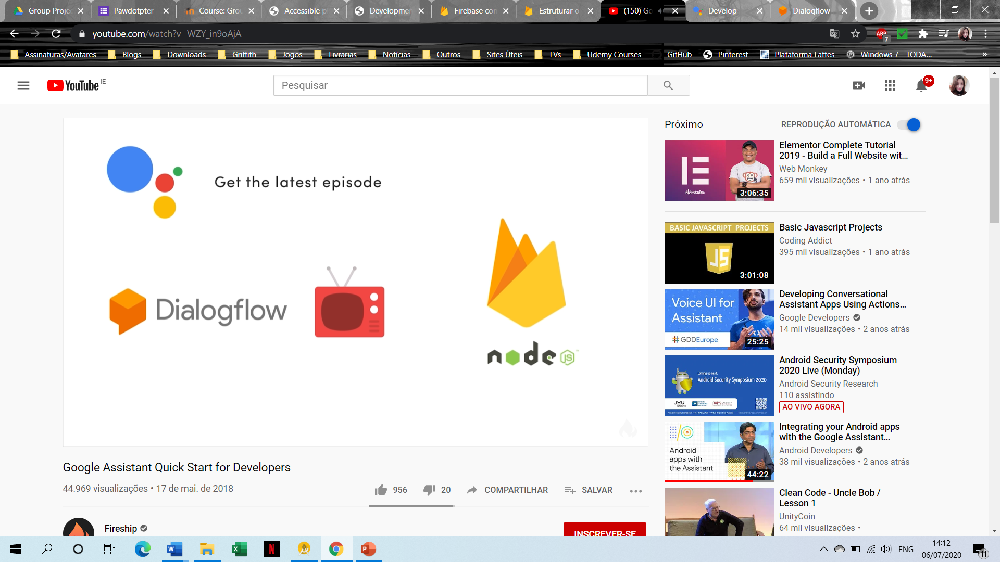 Group Proje
Pawdotpter
Course: Grou
Accessible p
Developmen
Firebase con
Estruturar o
(150) Go
Develop
Dialogflow
youtube.com/watch?v=WZY_in9oAjA
ABP
7
Assinaturas/Avatares
Blogs
Downloads
Griffith
Jogos
Livrarias
Notícias
Outros
Sites Úteis
TVs
Udemy Courses
GitHub
Pinterest
Plataforma Lattes
Windows 7 - TODA...
»
YouTube IE
Pesquisar
9+
Get the latest episode
Dialogflow
node
JS
Google Assistant Quick Start for Developers
44.969 visualizações • 17 de mai. de 2018
956
20
COMPARTILHAR
SALVAR
Fireship
INSCREVER-SE
Próximo
REPRODUÇÃO AUTOMÁTICA
elementor
3:06:35
Elementor Complete Tutorial
2019 - Build a Full Website wit...
Web Monkey
659 mil visualizações • 1 ano atrás
BASIC JAVASCRIPT PROJECTS
JS
3:01:08
Basic Javascript Projects
Coding Addict
395 mil visualizações • 1 ano atrás
Voice UI for
Assistant
#GDDEurope
25:25
Developing Conversational
Assistant Apps Using Actions...
Google Developers
14 mil visualizações • 2 anos atrás
Coming up next:
Android Security Symposium 2020
JYU
Android Security Symposium
2020 Live (Monday)
Android Security Research
110 assistindo
AO VIVO AGORA
Android
apps with
the Assistant
44:22
Integrating your Android apps
with the Google Assistant...
Android Developers
38 mil visualizações • 2 anos atrás
Clean Code - Uncle Bob /
Lesson 1
UnityCoin
64 mil visualizações •
ENG
14:12
06/07/2020
11